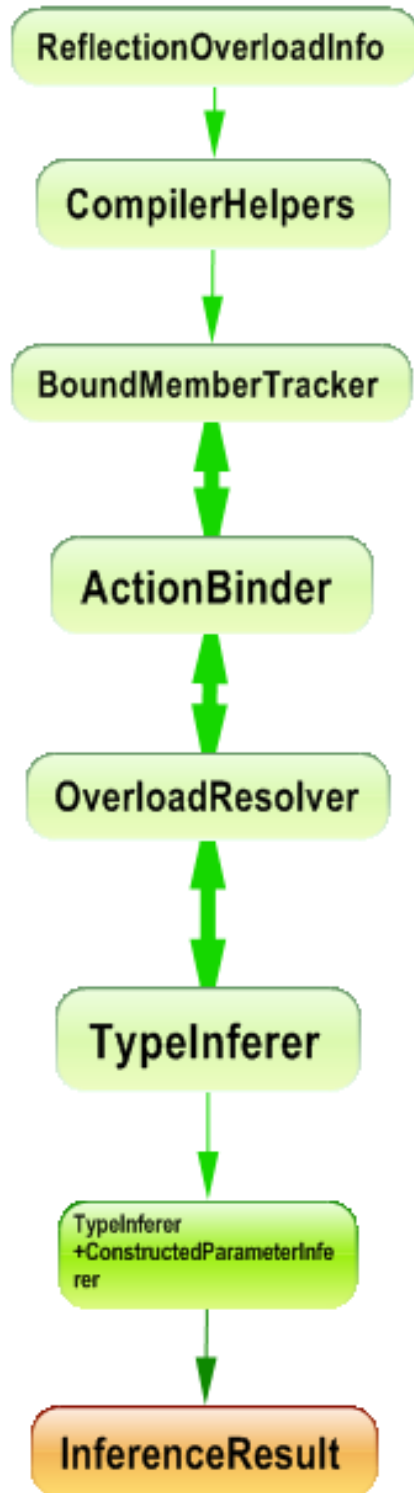 ReflectionOverloadInfo
CompilerHelpers
BoundMemberTracker
ActionBinder
OverloadResolver
TypeInferer
TypeInferer
+ConstructedParameterInfe
rer
InferenceResult